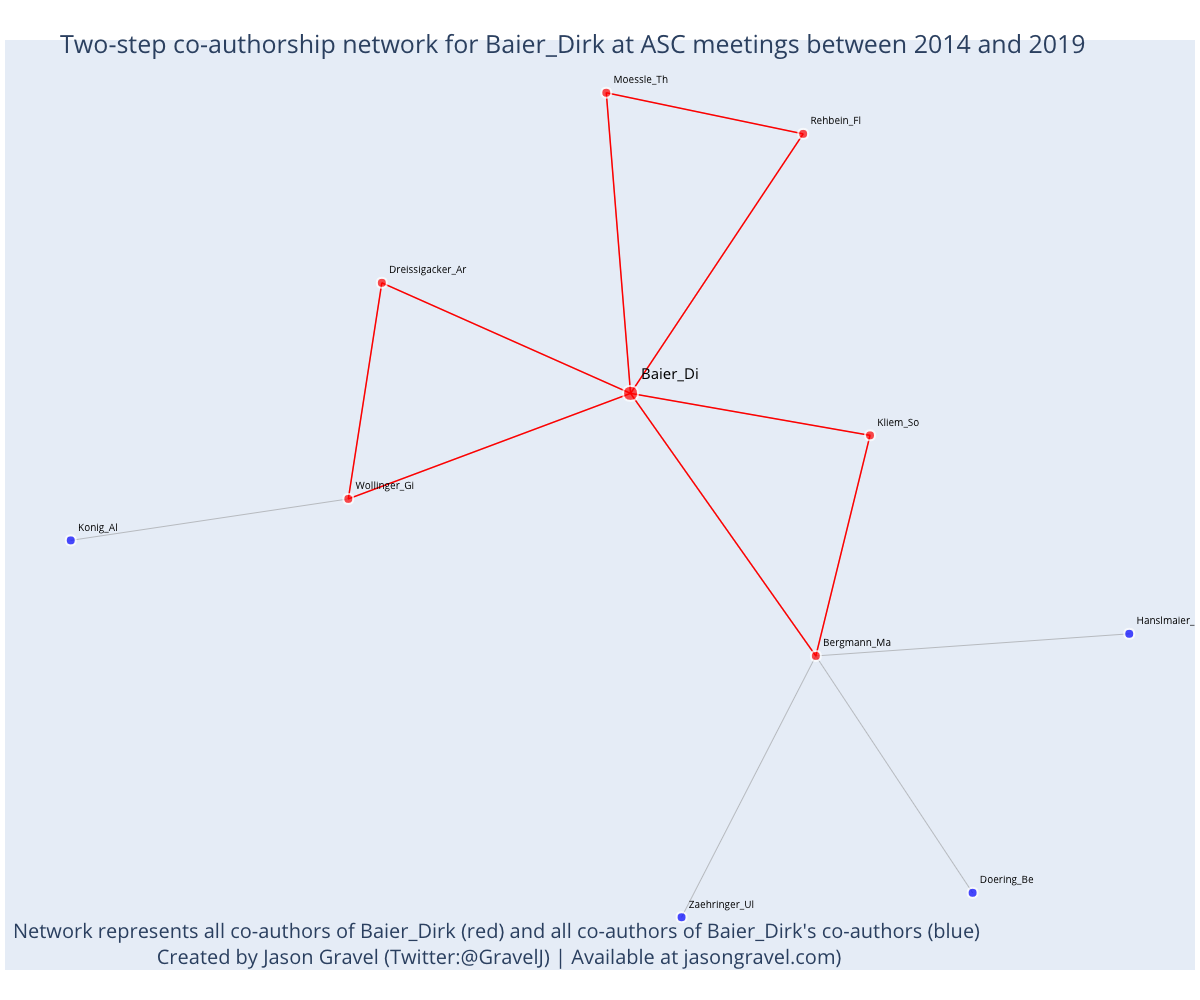 Two-step co-authorship network for Baier_Dirk at ASC meetings between 2014 and 2019
Moessle_Th
Rehbein_Fl
Dreissigacker_Ar
Baier_Di
Kliem_So
Wollinger_Gi
Konig_Al
Hanslmaier_
Bergmann_Ma
Doering_Be
Zaehringer_Ul
Network represents all co-authors of Baier_Dirk (red) and all co-authors of Baier_Dirk's co-authors (blue)
Created by Jason Gravel (Twitter:@GravelJ) | Available at jasongravel.com)